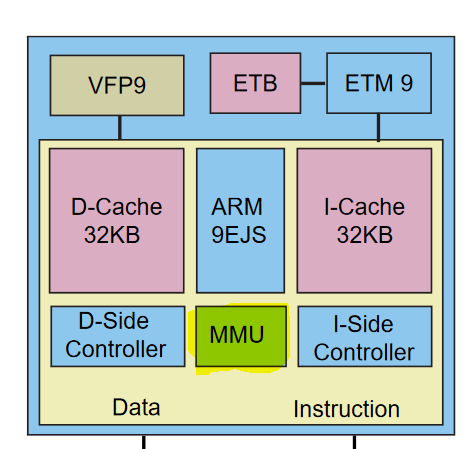 VFP9
ETB
ETM 9
D-Cache
32KB
ARM
9EJS
I-Cache
32KB
D-Side
Controller
MMU
I-Side
Controller
Data
Instruction